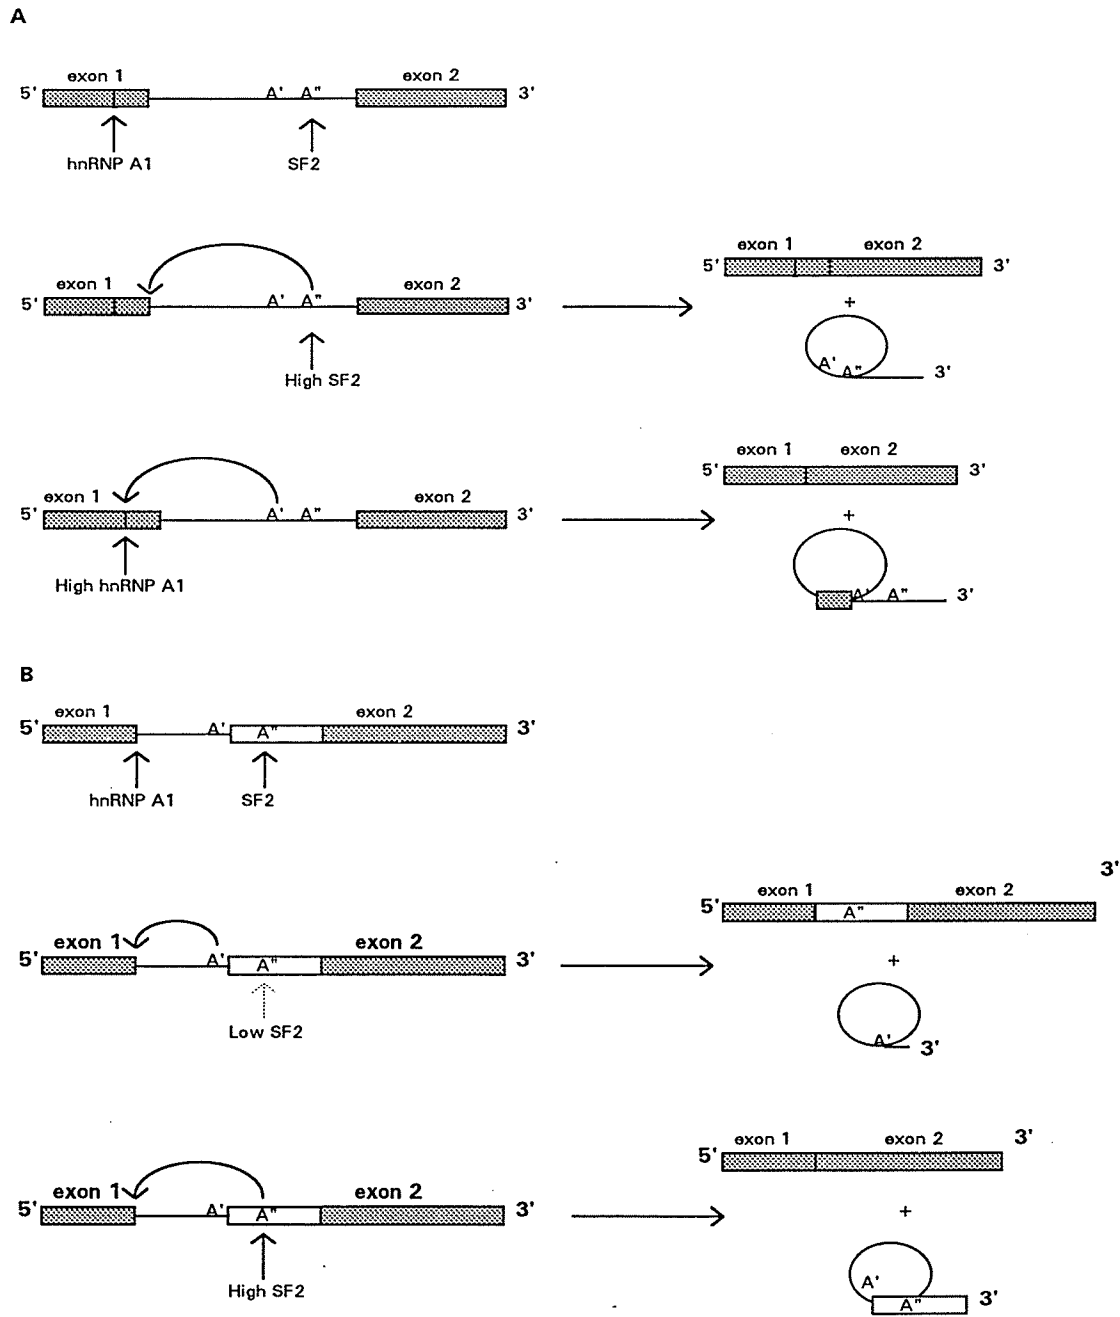 A
exon 1 exon 2
5' A' A" 3'
hnRNP A1 SF2
exon 1 exon 2
5' 3'
exon 1 exon 2
5' A' A" 3'
+
High SF2
A' A" 3'
exon 1 exon 2
5' 3'
exon 1 exon 2
5' A' A" 3'
+
High hnRNP A1
A' A" 3'
B
exon 1 exon 2
5' A' A" 3'
hnRNP A1 SF2
3'
exon 1 exon 2
5' A"
exon 1 exon 2
5' A' A" 3'
+
Low SF2
A' 3'
exon 1 exon 2 3'
5'
exon 1 exon 2
5' A' A" 3'
+
High SF2
A'
A" 3'